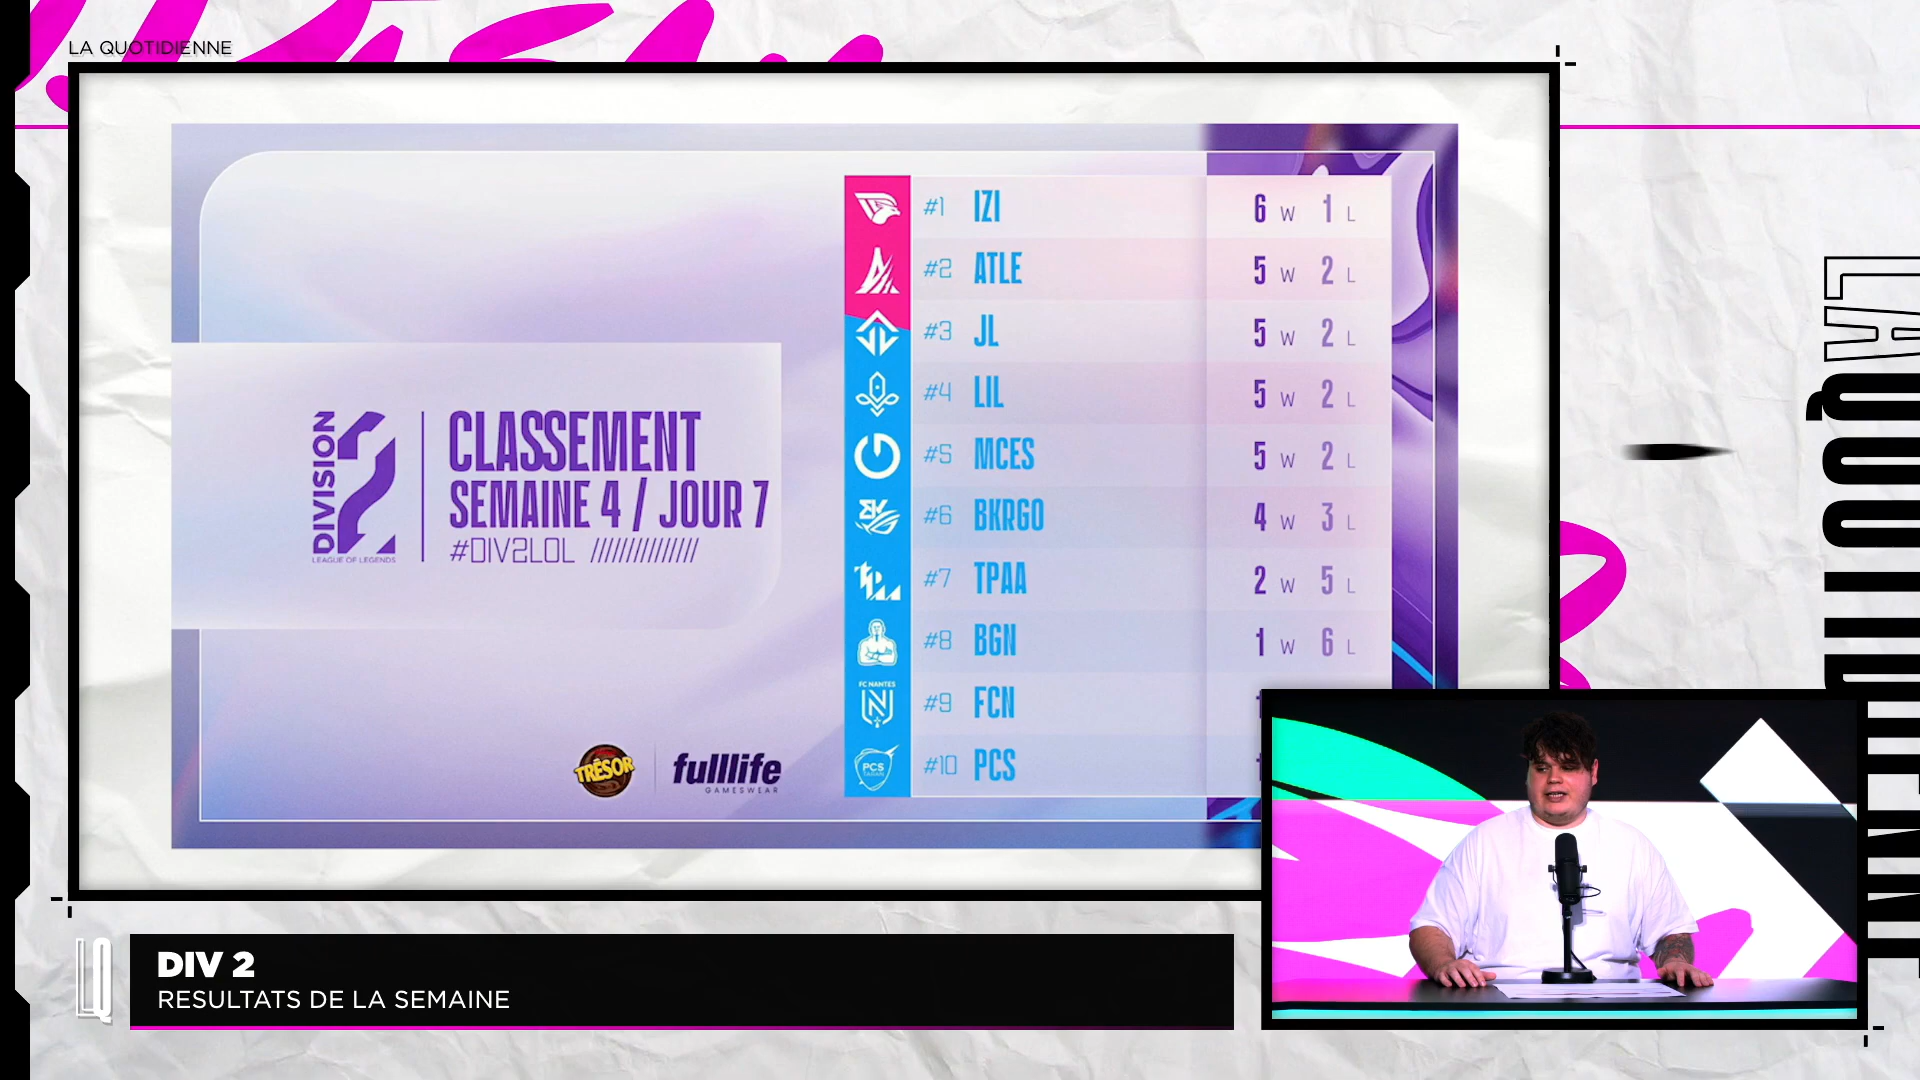 LA QUOTIDIENNE
#1 IZI 6 W 1 L
#2 ATLE 5 W 2 L
#3 JL 5 W 2 L
#4 LIL 5 W 2 L
#5 MCES 5 W 2 L
#6 BKRGO 4 W 3 L
#7 TPAA 2 W 5 L
#8 BGN 1 W 6 L
FC NANTES
#9 FCN
PCS
#10 PCS
DIVISION 2
LEAGUE OF LEGENDS
CLASSEMENT
SEMAINE 4 / JOUR 7
#DIV2LOL ///////////////
TRÉSOR
fulllife
GAMESWEAR
LA QUOTIDIENNE
LQ
DIV 2
RESULTATS DE LA SEMAINE